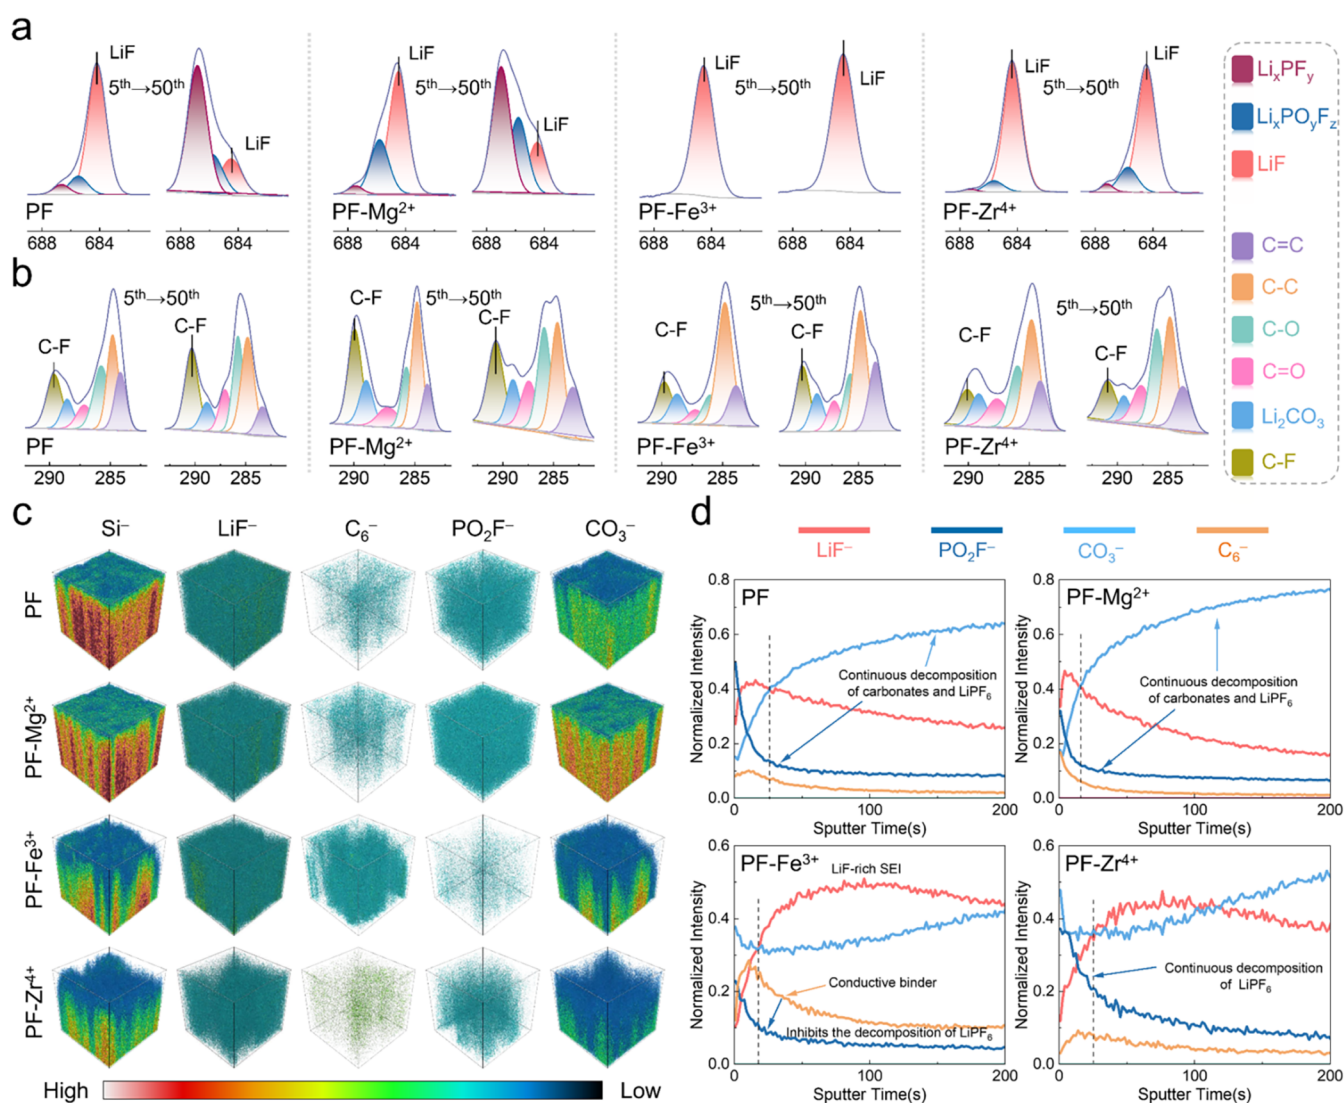 a
LiF
5th→50th
LiF
PF
688 684 688 684
LiF
5th→50th
LiF
PF-Mg2+
688 684 688 684
LiF
5th→50th
LiF
PF-Fe3+
688 684 688 684
LiF
5th→50th
LiF
PF-Zr4+
688 684 688 684
LixPFy
LixPOyFz
LiF
C=C
C-C
C-O
C=O
Li2CO3
C-F
b
C-F
5th→50th
C-F
PF
290 285 290 285
C-F
5th→50th
C-F
PF-Mg2+
290 285 290 285
C-F
5th→50th
C-F
PF-Fe3+
290 285 290 285
C-F
5th→50th
C-F
PF-Zr4+
290 285 290 285
c
Si− LiF− C6− PO2F− CO3−
PF
PF-Mg2+
PF-Fe3+
PF-Zr4+
High Low
d
LiF− PO2F− CO3− C6−
PF
Continuous decomposition
of carbonates and LiPF6
Normalized Intensity
0.8
0.6
0.4
0.2
0.0
0 100 200
Sputter Time(s)
PF-Mg2+
Continuous decomposition
of carbonates and LiPF6
Normalized Intensity
0.8
0.6
0.4
0.2
0.0
0 100 200
Sputter Time(s)
PF-Fe3+
LiF-rich SEI
Conductive binder
Inhibits the decomposition of LiPF6
Normalized Intensity
0.6
0.4
0.2
0.0
0 100 200
Sputter Time(s)
PF-Zr4+
Continuous decomposition
of LiPF6
Normalized Intensity
0.6
0.4
0.2
0.0
0 100 200
Sputter Time(s)